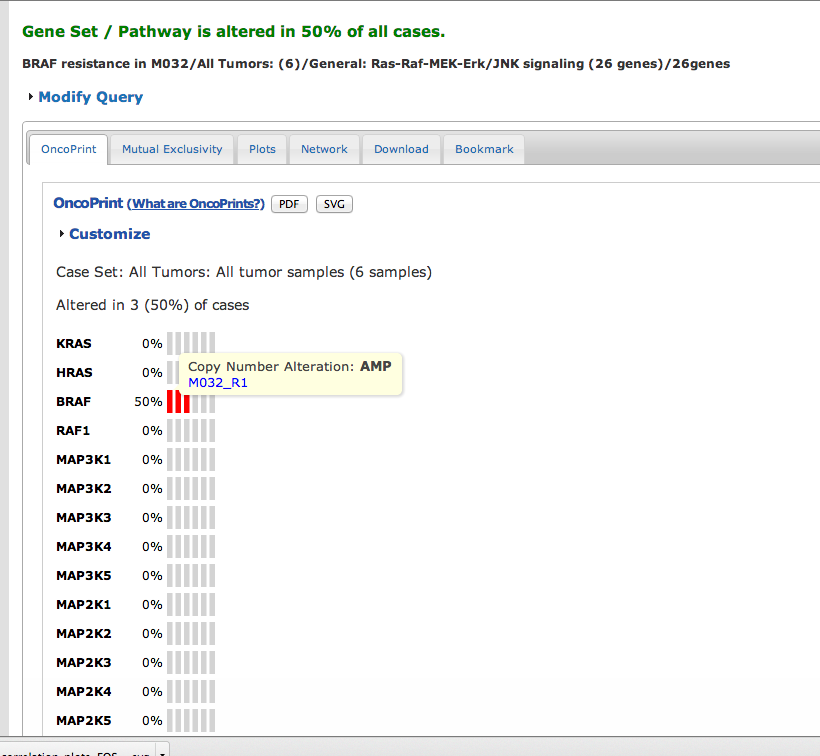 Gene Set / Pathway is altered in 50% of all cases.
BRAF resistance in M032/All Tumors: (6)/General: Ras-Raf-MEK-Erk/JNK signaling (26 genes)/26genes
Modify Query
OncoPrint Mutual Exclusivity Plots Network Download Bookmark
OncoPrint (What are OncoPrints?) PDF SVG
Customize
Case Set: All Tumors: All tumor samples (6 samples)
Altered in 3 (50%) of cases
KRAS 0%
Copy Number Alteration: AMP
HRAS 0%
M032_R1
BRAF 50%
RAF1 0%
MAP3K1 0%
MAP3K2 0%
MAP3K3 0%
MAP3K4 0%
MAP3K5 0%
MAP2K1 0%
MAP2K2 0%
MAP2K3 0%
MAP2K4 0%
MAP2K5 0%